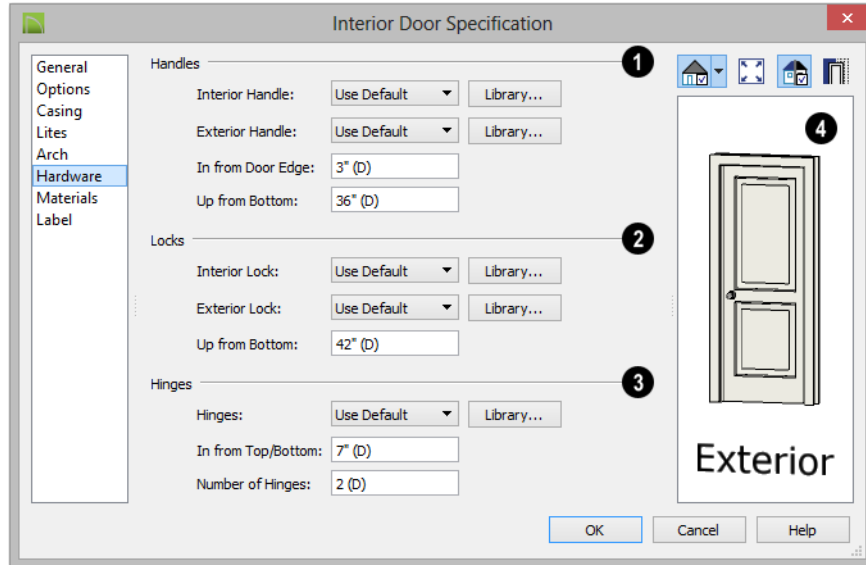 Interior Door Specification
×
General
Options
Casing
Lites
Arch
Hardware
Materials
Label
Handles
1
Interior Handle: Use Default Library...
Exterior Handle: Use Default Library...
In from Door Edge: 3" (D)
Up from Bottom: 36" (D)
Locks
2
Interior Lock: Use Default Library...
Exterior Lock: Use Default Library...
Up from Bottom: 42" (D)
Hinges
3
Hinges: Use Default Library...
In from Top/Bottom: 7" (D)
Number of Hinges: 2 (D)
4
Exterior
OK Cancel Help